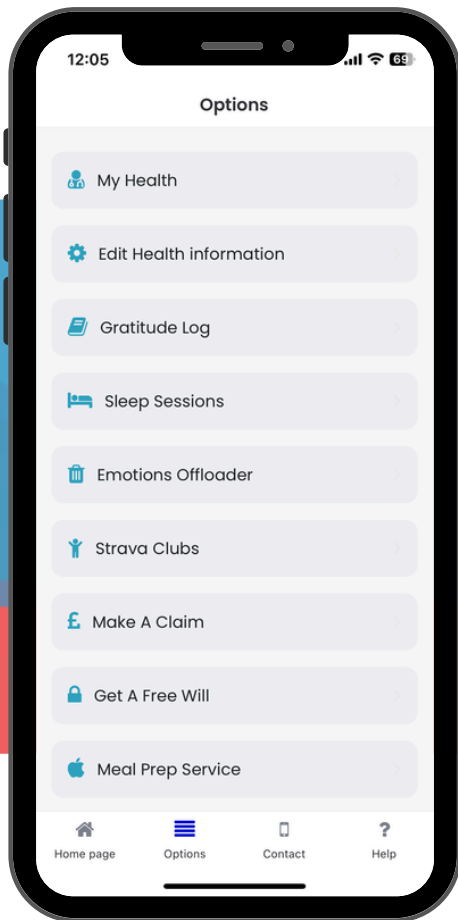 12:05
69
Options
My Health
Edit Health information
Gratitude Log
Sleep Sessions
Emotions Offloader
Strava Clubs
£ Make A Claim
Get A Free Will
Meal Prep Service
?
Home page Options Contact Help